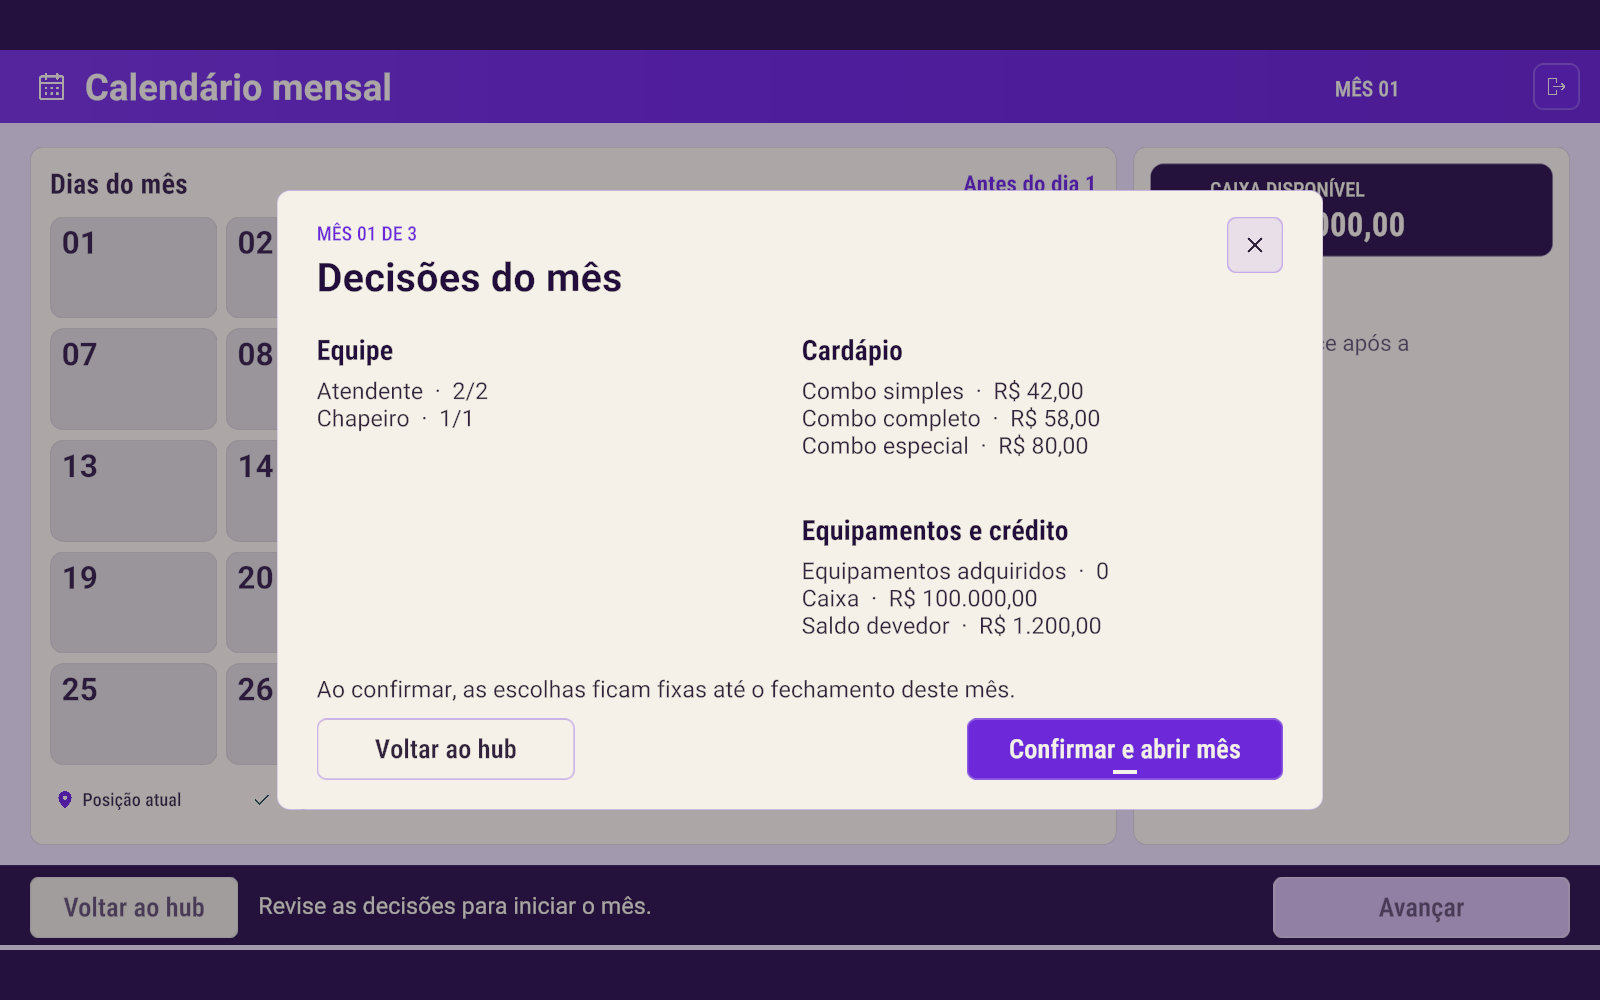 Calendário mensal
MÊS 01
Dias do mês
Antes do dia 1
CAIXA DISPONÍVEL
000,00
01
02
07
08
13
14
19
20
25
26
após a
MÊS 01 DE 3
Decisões do mês
Equipe
Atendente · 2/2
Chapeiro · 1/1
Cardápio
Combo simples · R$ 42,00
Combo completo · R$ 58,00
Combo especial · R$ 80,00
Equipamentos e crédito
Equipamentos adquiridos · 0
Caixa · R$ 100.000,00
Saldo devedor · R$ 1.200,00
Ao confirmar, as escolhas ficam fixas até o fechamento deste mês.
Voltar ao hub
Confirmar e abrir mês
Posição atual
Voltar ao hub
Revise as decisões para iniciar o mês.
Avançar